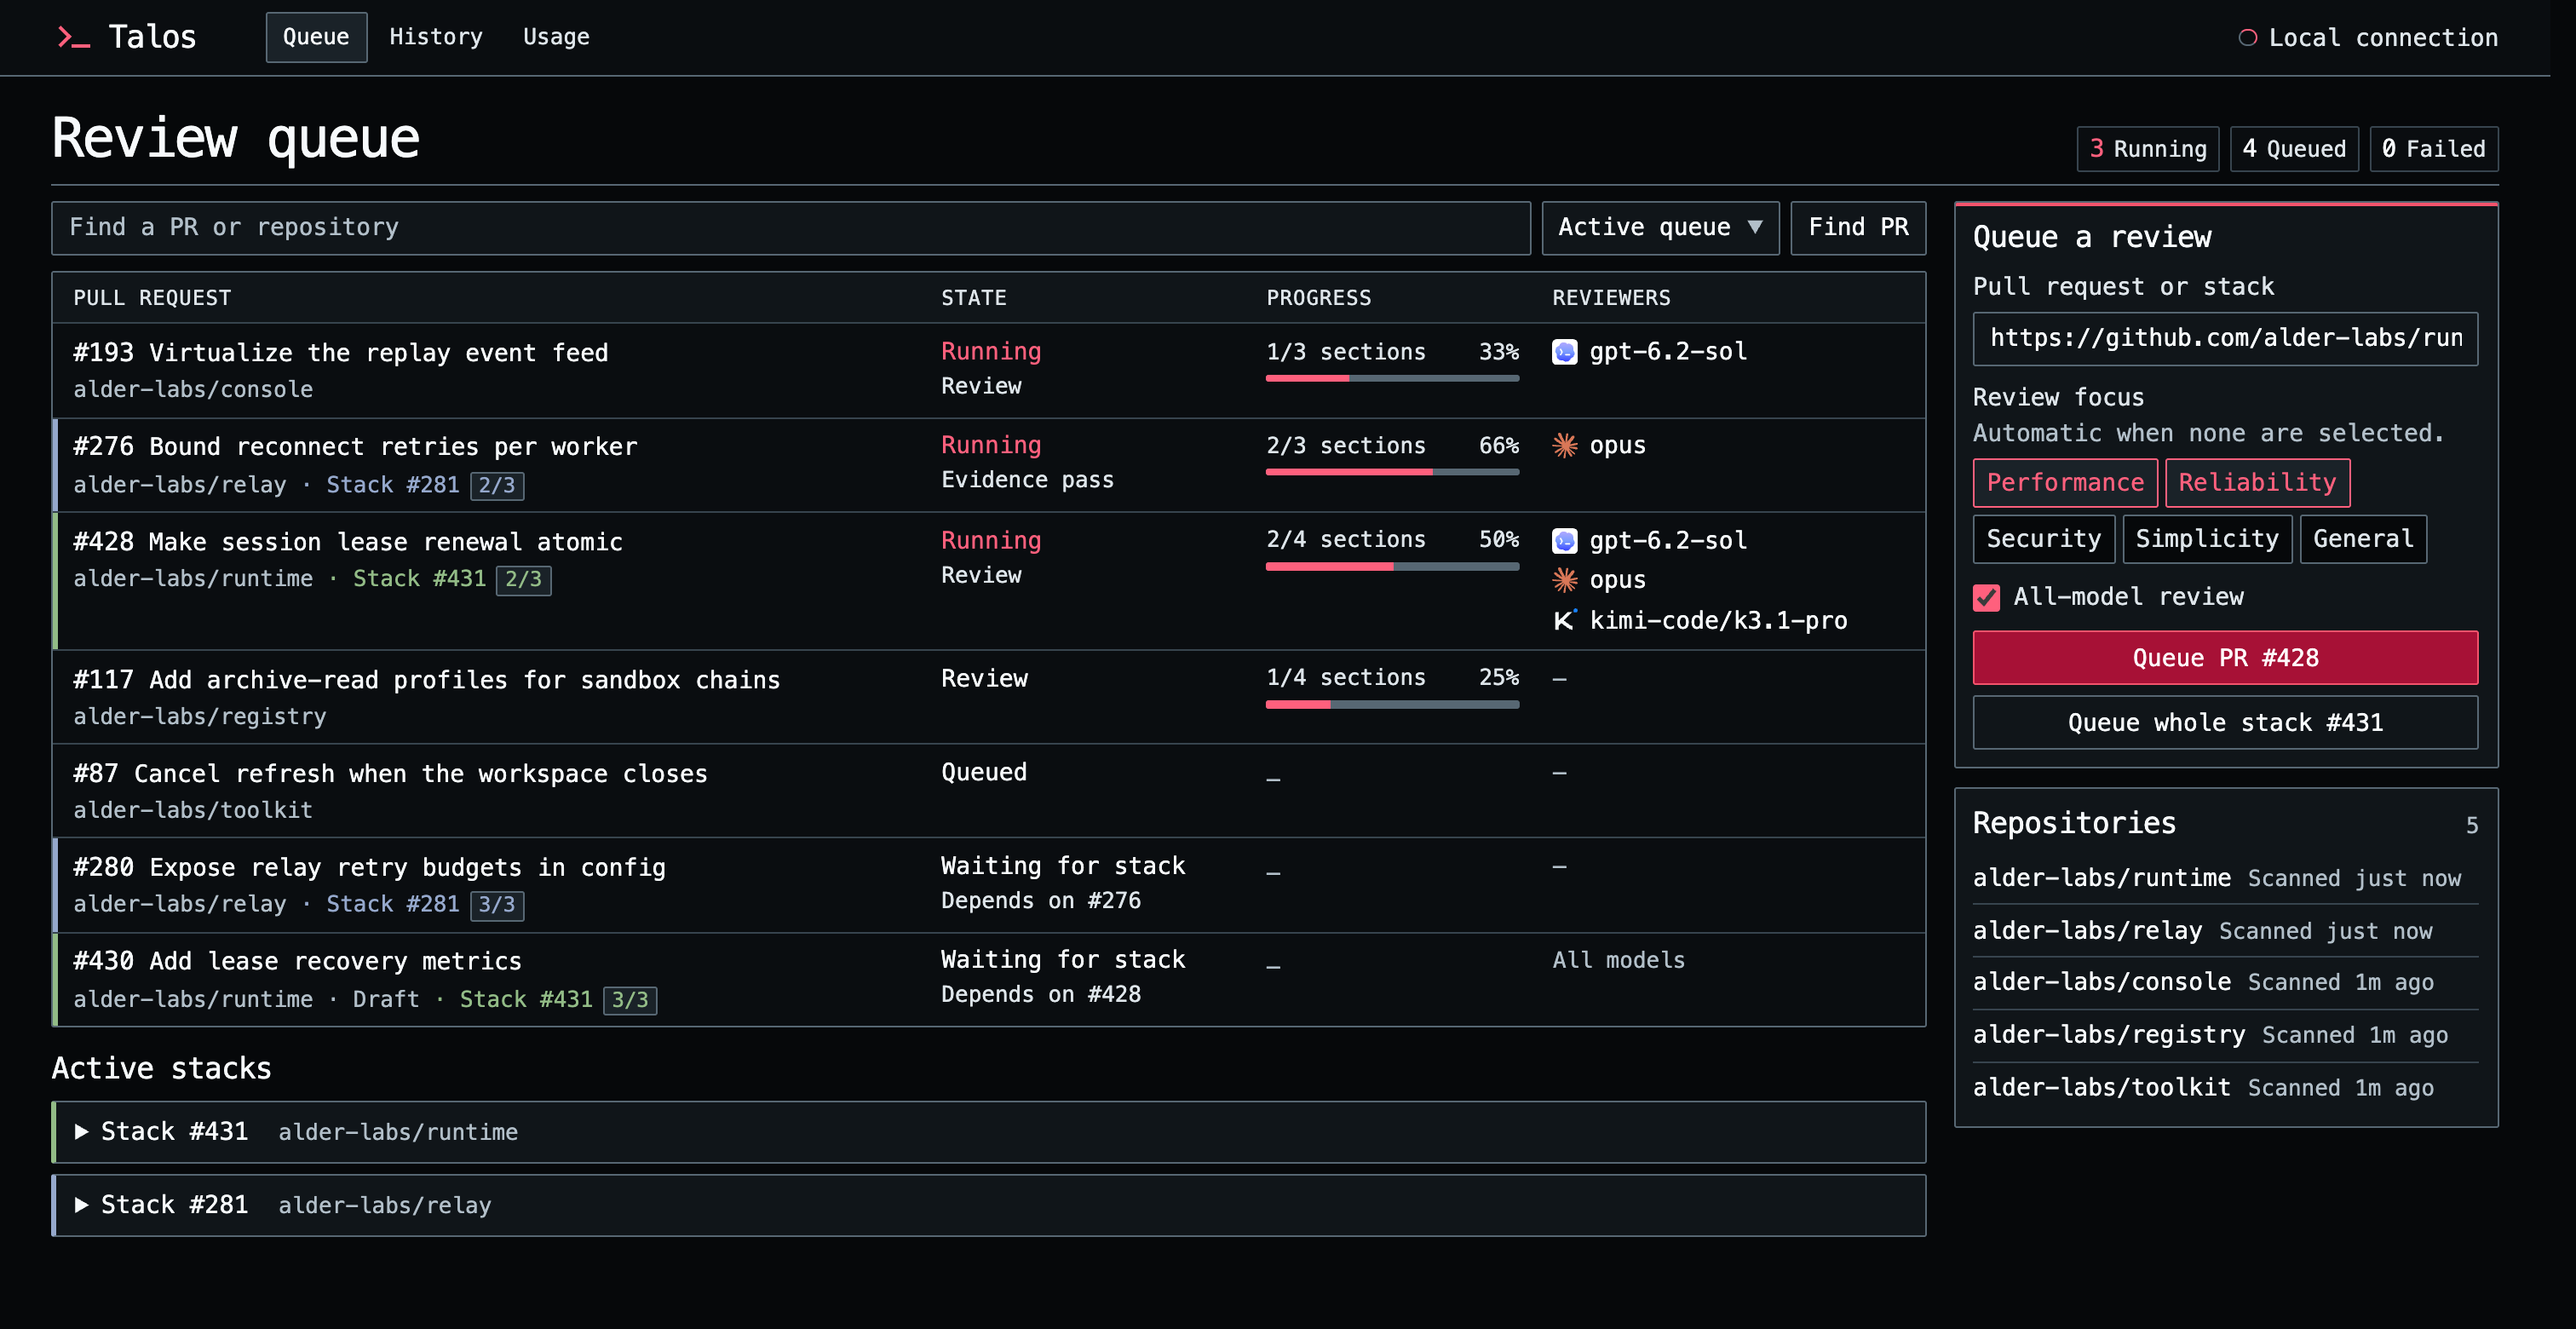 >_ Talos Queue History Usage Local connection
Review queue
3 Running 4 Queued 0 Failed
Find a PR or repository Active queue ▼ Find PR
PULL REQUEST STATE PROGRESS REVIEWERS
#193 Virtualize the replay event feed Running 1/3 sections 33% gpt-6.2-sol
alder-labs/console Review
#276 Bound reconnect retries per worker Running 2/3 sections 66% opus
alder-labs/relay · Stack #281 2/3 Evidence pass
#428 Make session lease renewal atomic Running 2/4 sections 50% gpt-6.2-sol
alder-labs/runtime · Stack #431 2/3 Review opus
kimi-code/k3.1-pro
#117 Add archive-read profiles for sandbox chains Review 1/4 sections 25% –
alder-labs/registry
#87 Cancel refresh when the workspace closes Queued – –
alder-labs/toolkit
#280 Expose relay retry budgets in config Waiting for stack – –
alder-labs/relay · Stack #281 3/3 Depends on #276
#430 Add lease recovery metrics Waiting for stack – All models
alder-labs/runtime · Draft · Stack #431 3/3 Depends on #428
Active stacks
▶ Stack #431 alder-labs/runtime
▶ Stack #281 alder-labs/relay
Queue a review
Pull request or stack
https://github.com/alder-labs/run
Review focus
Automatic when none are selected.
Performance Reliability
Security Simplicity General
All-model review
Queue PR #428
Queue whole stack #431
Repositories 5
alder-labs/runtime Scanned just now
alder-labs/relay Scanned just now
alder-labs/console Scanned 1m ago
alder-labs/registry Scanned 1m ago
alder-labs/toolkit Scanned 1m ago